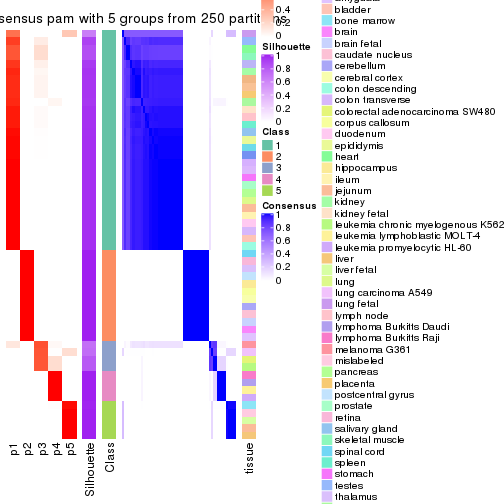 sensus pam with 5 groups from 250 partitions
0.4
0.2
0
Silhouette
1
0.8
0.6
0.4
0.2
0
Class
1
2
3
4
5
Consensus
1
0.8
0.6
0.4
0.2
0
bladder
bone marrow
brain
brain fetal
caudate nucleus
cerebellum
cerebral cortex
colon descending
colon transverse
colorectal adenocarcinoma SW480
corpus callosum
duodenum
epididymis
heart
hippocampus
ileum
jejunum
kidney
kidney fetal
leukemia chronic myelogenous K562
leukemia lymphoblastic MOLT-4
leukemia promyelocytic HL-60
liver
liver fetal
lung
lung carcinoma A549
lung fetal
lymph node
lymphoma Burkitts Daudi
lymphoma Burkitts Raji
melanoma G361
mislabeled
pancreas
placenta
postcentral gyrus
prostate
retina
salivary gland
skeletal muscle
spinal cord
spleen
stomach
testes
thalamus
p1
p2
p3
p4
p5
Silhouette
Class
tissue